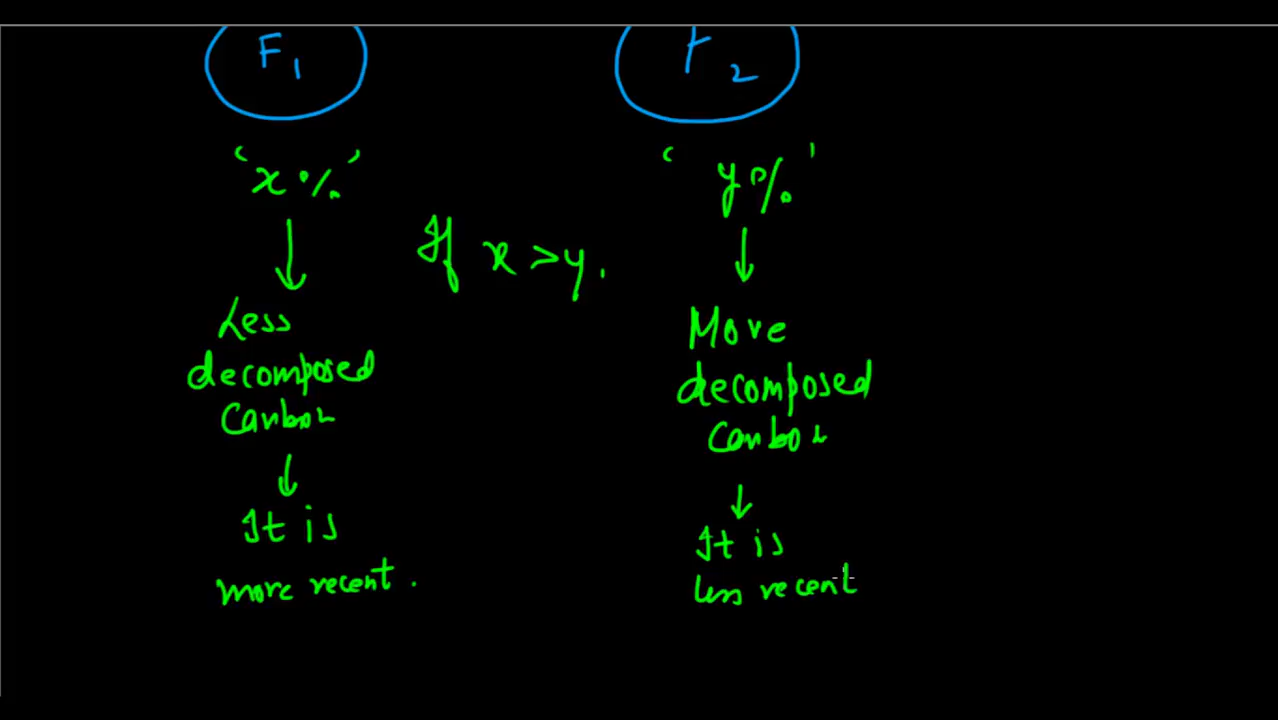 F1
F2
'x%'
'y%'
If x>y.
Less
decomposed
Carbon
More
decomposed
Carbon
It is
more recent.
It is
less recent